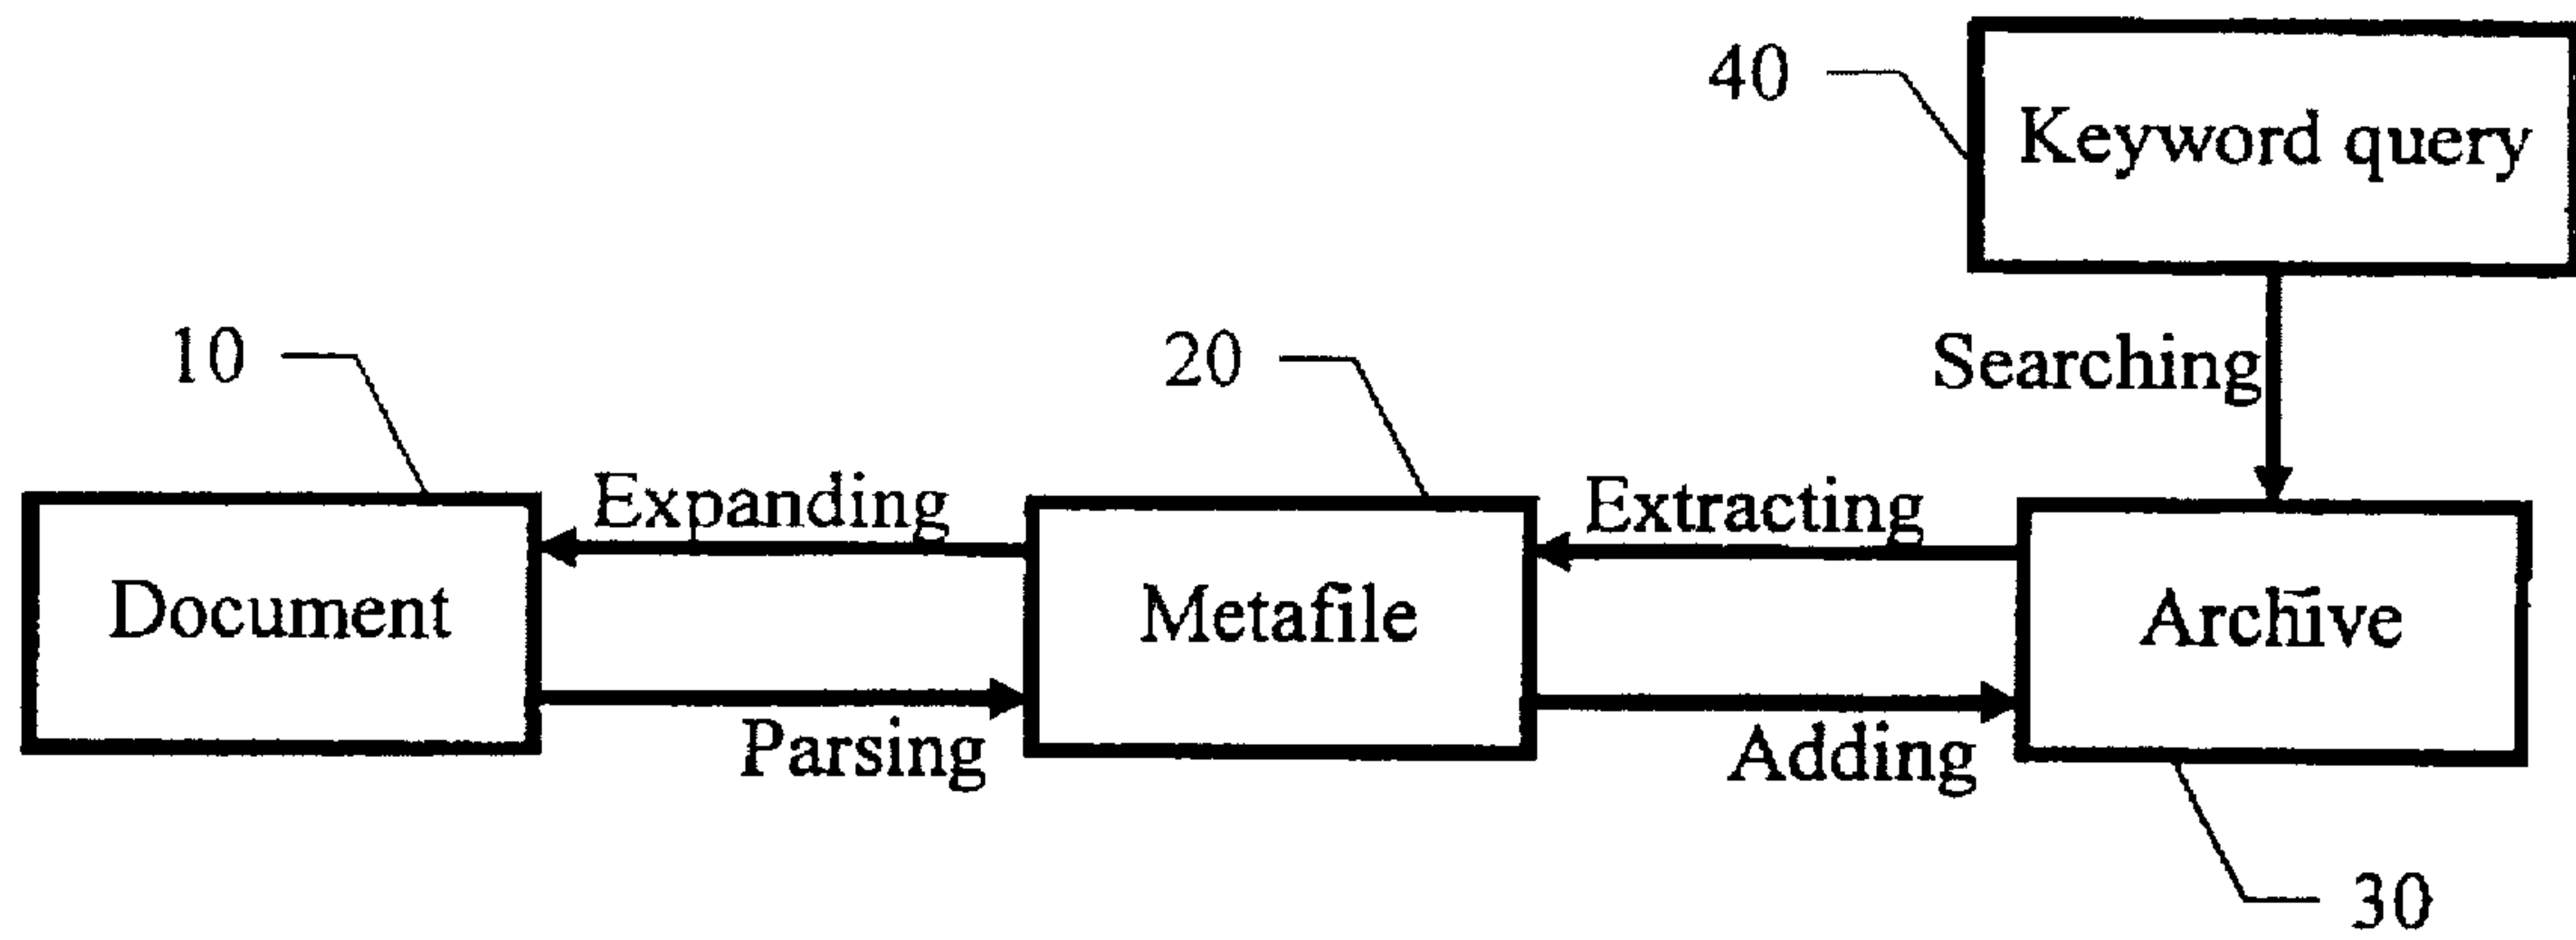 40
Keyword query
Searching
10
20
Expanding
Extracting
Document
Metafile
Archive
Parsing
Adding
30